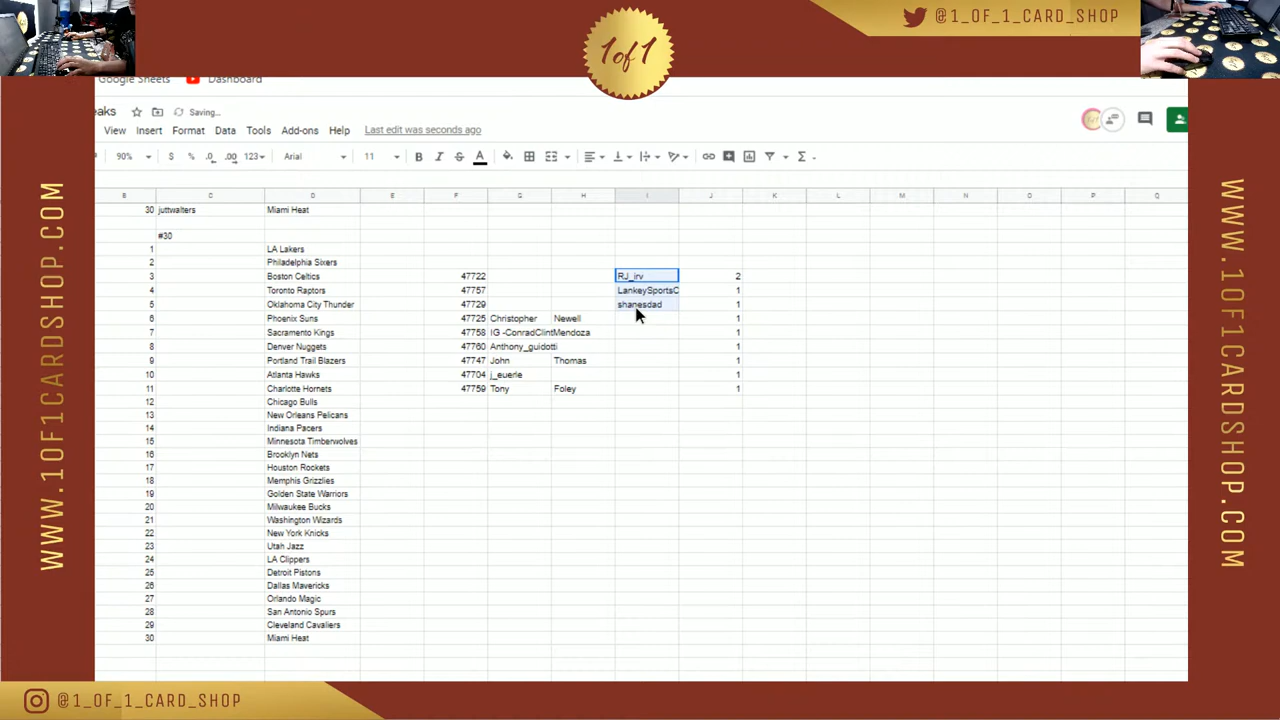 @1_OF_1_CARD_SHOP
1 of 1
WWW.1OF1CARDSHOP.COM
WWW.1OF1CARDSHOP.COM
Google Sheets Dashboard
eaks Saving...
View Insert Format Data Tools Add-ons Help Last edit was seconds ago
90% $ % .0 .00 123 Arial 11 B I S A
B C D E F G H I J K L M N O P Q
30 juttwalters Miami Heat
#30
1 LA Lakers
2 Philadelphia Sixers
3 Boston Celtics 47722 RJ_irv 2
4 Toronto Raptors 47757 LankeySportsC 1
5 Oklahoma City Thunder 47729 shanesdad 1
6 Phoenix Suns 47725 Christopher Newell 1
7 Sacramento Kings 47758 IG -ConradClint Mendoza 1
8 Denver Nuggets 47760 Anthony_guidotti 1
9 Portland Trail Blazers 47747 John Thomas 1
10 Atlanta Hawks 47704 j_euerle 1
11 Charlotte Hornets 47759 Tony Foley 1
12 Chicago Bulls
13 New Orleans Pelicans
14 Indiana Pacers
15 Minnesota Timberwolves
16 Brooklyn Nets
17 Houston Rockets
18 Memphis Grizzlies
19 Golden State Warriors
20 Milwaukee Bucks
21 Washington Wizards
22 New York Knicks
23 Utah Jazz
24 LA Clippers
25 Detroit Pistons
26 Dallas Mavericks
27 Orlando Magic
28 San Antonio Spurs
29 Cleveland Cavaliers
30 Miami Heat
@1_OF_1_CARD_SHOP